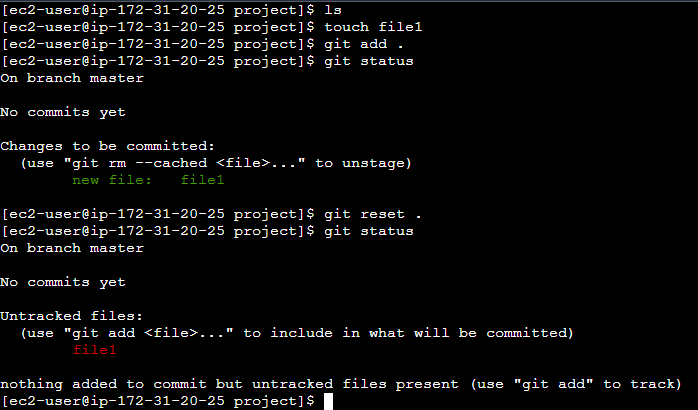 [ec2-user@ip-172-31-20-25 project]$ ls
[ec2-user@ip-172-31-20-25 project]$ touch file1
[ec2-user@ip-172-31-20-25 project]$ git add .
[ec2-user@ip-172-31-20-25 project]$ git status
On branch master
No commits yet
Changes to be committed:
  (use "git rm --cached <file>..." to unstage)
        new file:   file1
[ec2-user@ip-172-31-20-25 project]$ git reset .
[ec2-user@ip-172-31-20-25 project]$ git status
On branch master
No commits yet
Untracked files:
  (use "git add <file>..." to include in what will be committed)
        file1
nothing added to commit but untracked files present (use "git add" to track)
[ec2-user@ip-172-31-20-25 project]$